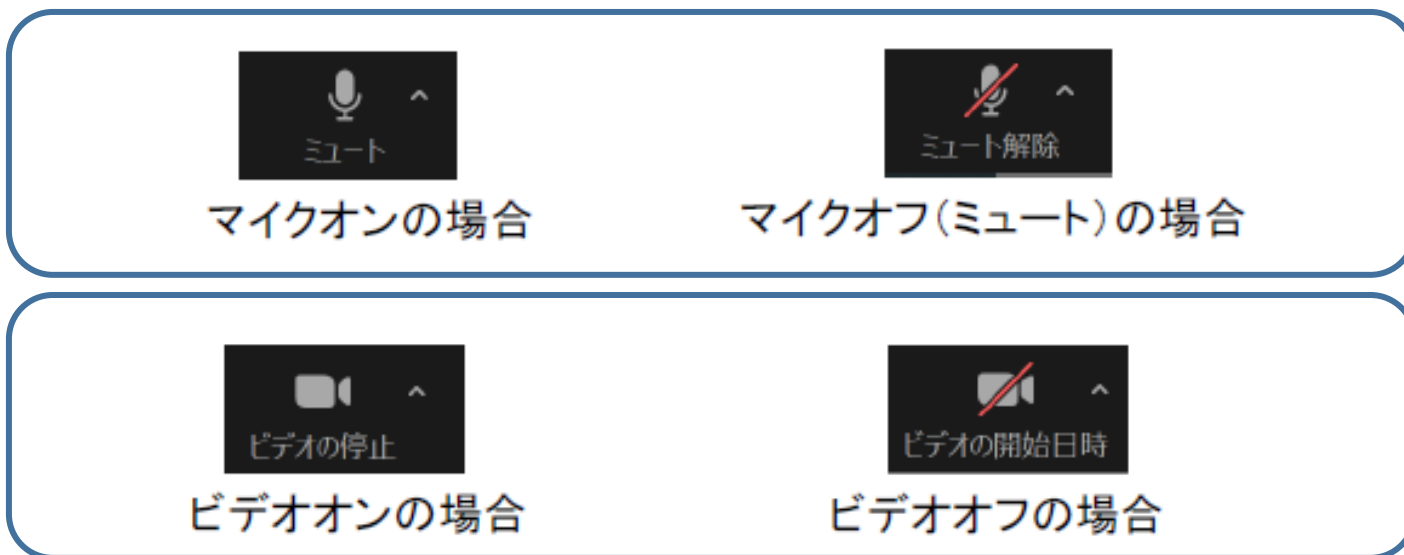 ミュート
ミュート解除
マイクオンの場合
マイクオフ(ミュート)の場合
ビデオの停止
ビデオの開始日時
ビデオオンの場合
ビデオオフの場合